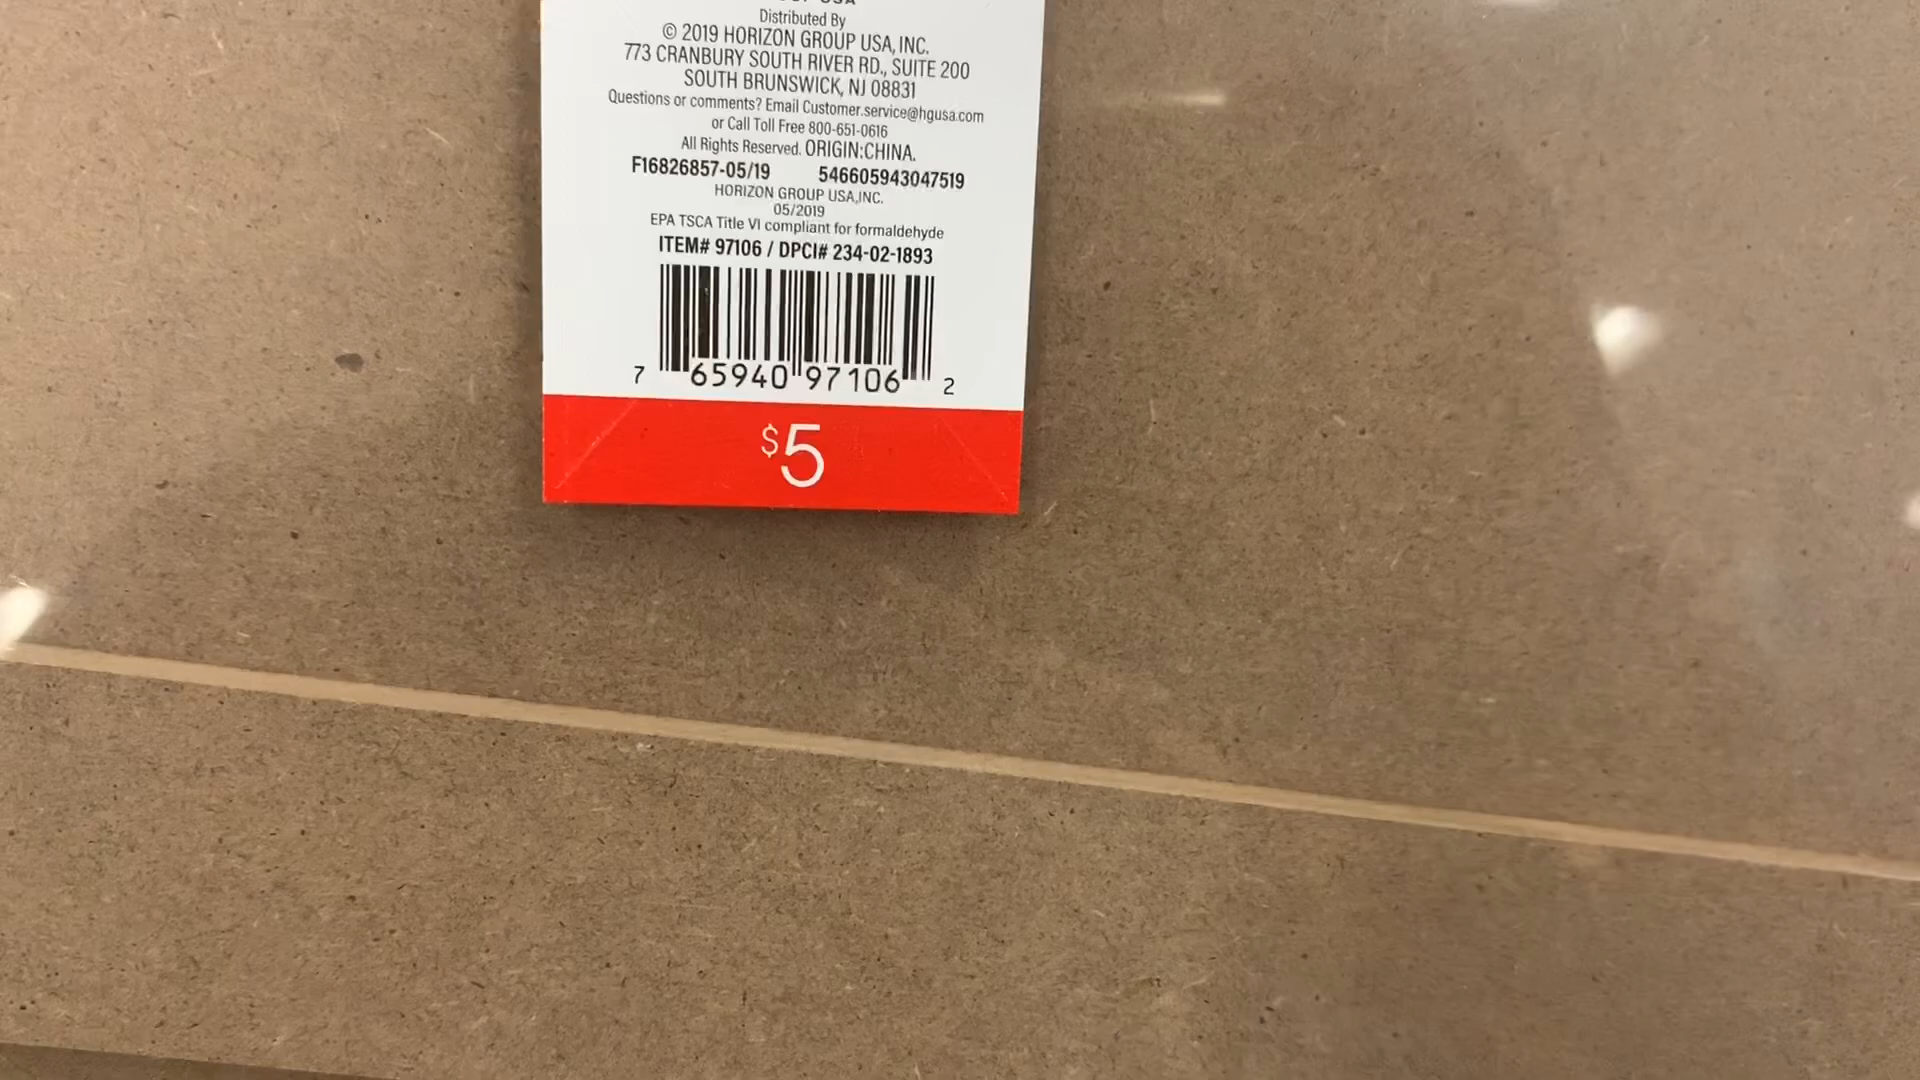 USA
Distributed By
© 2019 HORIZON GROUP USA, INC.
773 CRANBURY SOUTH RIVER RD., SUITE 200
SOUTH BRUNSWICK, NJ 08831
Questions or comments? Email Customer.service@hgusa.com
or Call Toll Free 800-651-0616
All Rights Reserved. ORIGIN:CHINA.
F16826857-05/19 546605943047519
HORIZON GROUP USA,INC.
05/2019
EPA TSCA Title VI compliant for formaldehyde
ITEM# 97106 / DPCI# 234-02-1893
7 65940 97106 2
$5